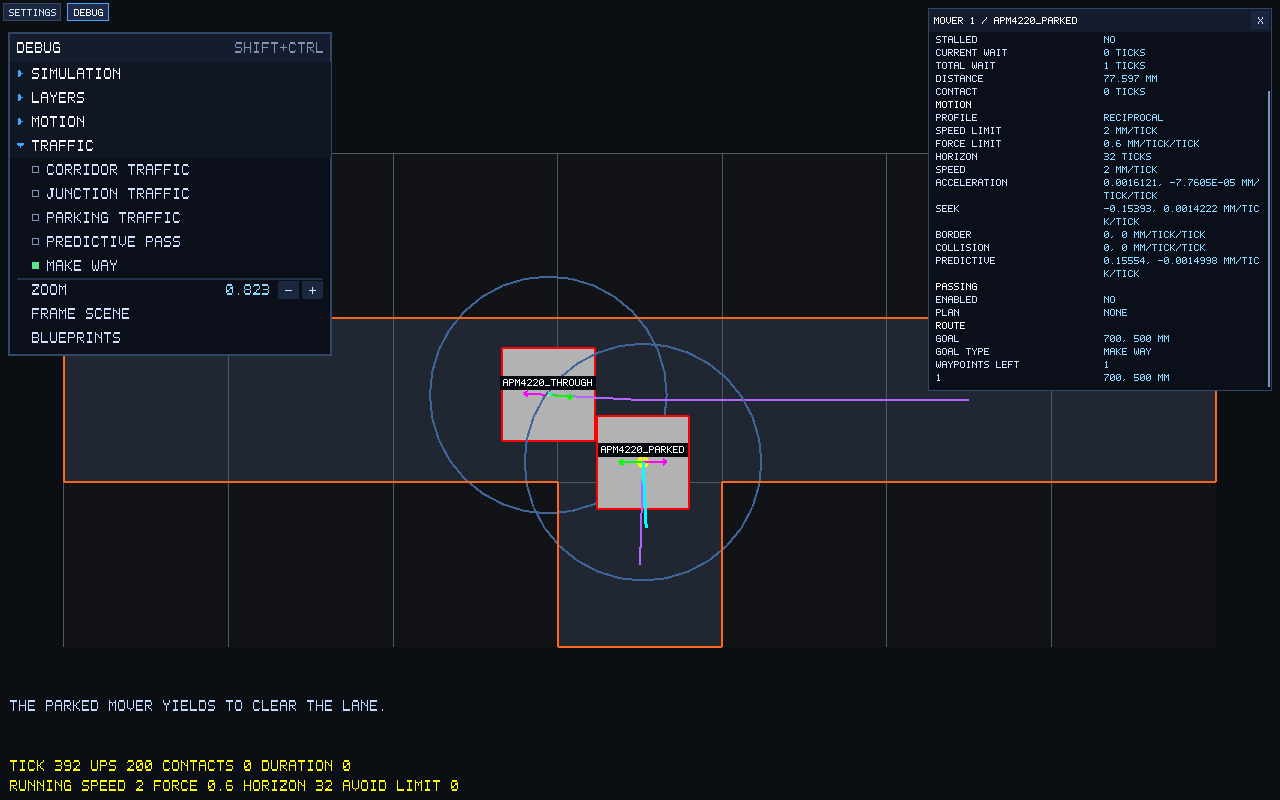 SETTINGS DEBUG
DEBUG SHIFT+CTRL
SIMULATION
LAYERS
MOTION
TRAFFIC
CORRIDOR TRAFFIC
JUNCTION TRAFFIC
PARKING TRAFFIC
PREDICTIVE PASS
MAKE WAY
ZOOM 0.823 - +
FRAME SCENE
BLUEPRINTS
MOVER 1 / APM4220_PARKED X
STALLED NO
CURRENT WAIT 0 TICKS
TOTAL WAIT 1 TICKS
DISTANCE 77.597 MM
CONTACT 0 TICKS
MOTION
PROFILE RECIPROCAL
SPEED LIMIT 2 MM/TICK
FORCE LIMIT 0.6 MM/TICK/TICK
HORIZON 32 TICKS
SPEED 2 MM/TICK
ACCELERATION 0.0016121, -7.7605E-05 MM/
TICK/TICK
SEEK -0.15393, 0.0014222 MM/TIC
K/TICK
BORDER 0, 0 MM/TICK/TICK
COLLISION 0, 0 MM/TICK/TICK
PREDICTIVE 0.15554, -0.0014998 MM/TIC
K/TICK
PASSING
ENABLED NO
PLAN NONE
ROUTE
GOAL 700, 500 MM
GOAL TYPE MAKE WAY
WAYPOINTS LEFT 1
1 700, 500 MM
APM4220_THROUGH
APM4220_PARKED
THE PARKED MOVER YIELDS TO CLEAR THE LANE.
TICK 392 UPS 200 CONTACTS 0 DURATION 0
RUNNING SPEED 2 FORCE 0.6 HORIZON 32 AVOID LIMIT 0